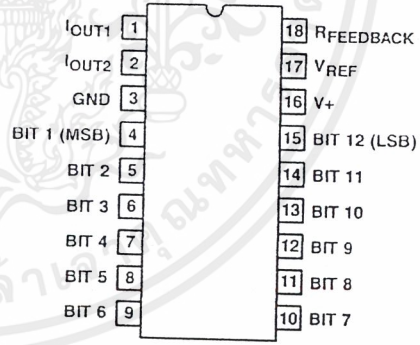 IOUT1 1 18 RFEEDBACK
IOUT2 2 17 VREF
GND 3 16 V+
BIT 1 (MSB) 4 15 BIT 12 (LSB)
BIT 2 5 14 BIT 11
BIT 3 6 13 BIT 10
BIT 4 7 12 BIT 9
BIT 5 8 11 BIT 8
BIT 6 9 10 BIT 7